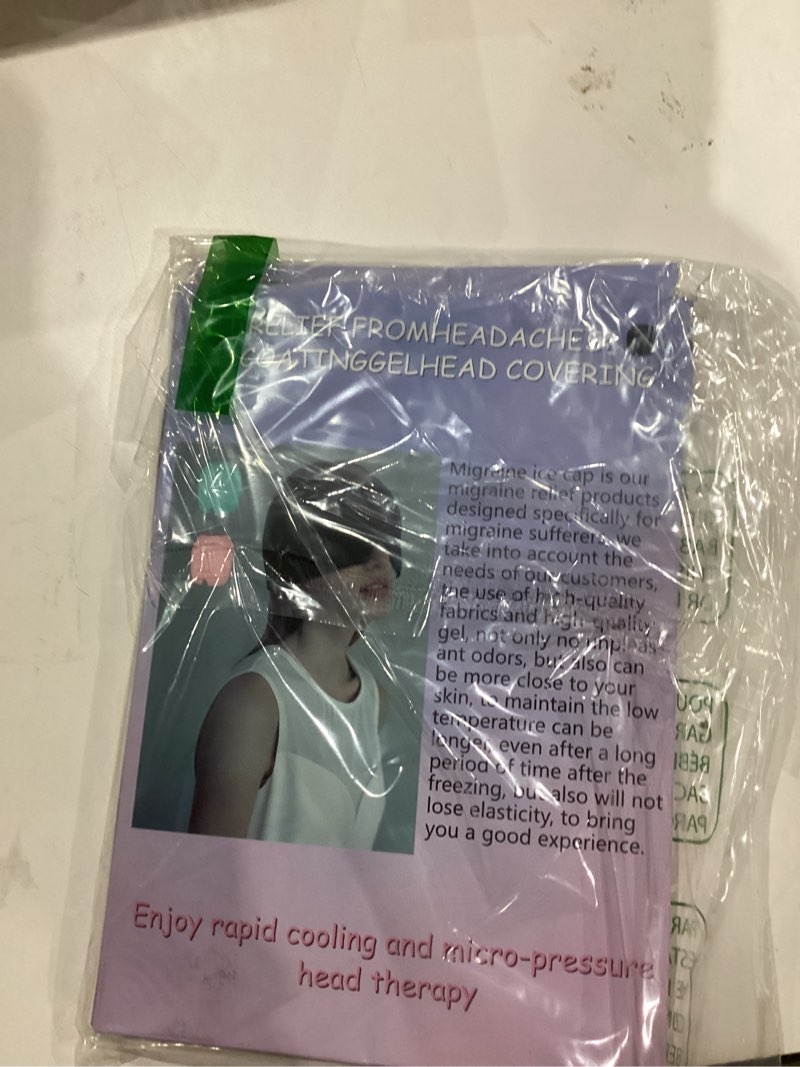 RELIEF FROMHEADACHES
COATINGGELHEAD COVERING
Migraine ice cap is our
migraine relief products
designed specifically for
migraine sufferers, we
take into account the
needs of our customers,
the use of high-quality
fabrics and high-quality
gel, not only no unpleas-
ant odors, but also can
be more close to your
skin, to maintain the low
temperature can be
longer, even after a long
period of time after the
freezing, but also will not
lose elasticity, to bring
you a good experience.
Enjoy rapid cooling and micro-pressure
head therapy